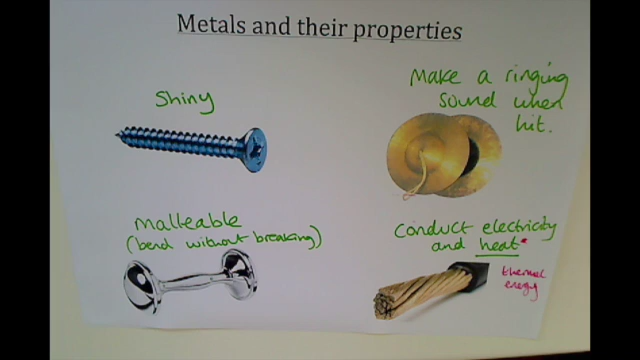 Metals and their properties
Shiny
Make a ringing
sound when
hit.
Malleable
(bend without breaking)
conduct electricity
and heat*
thermal
energy